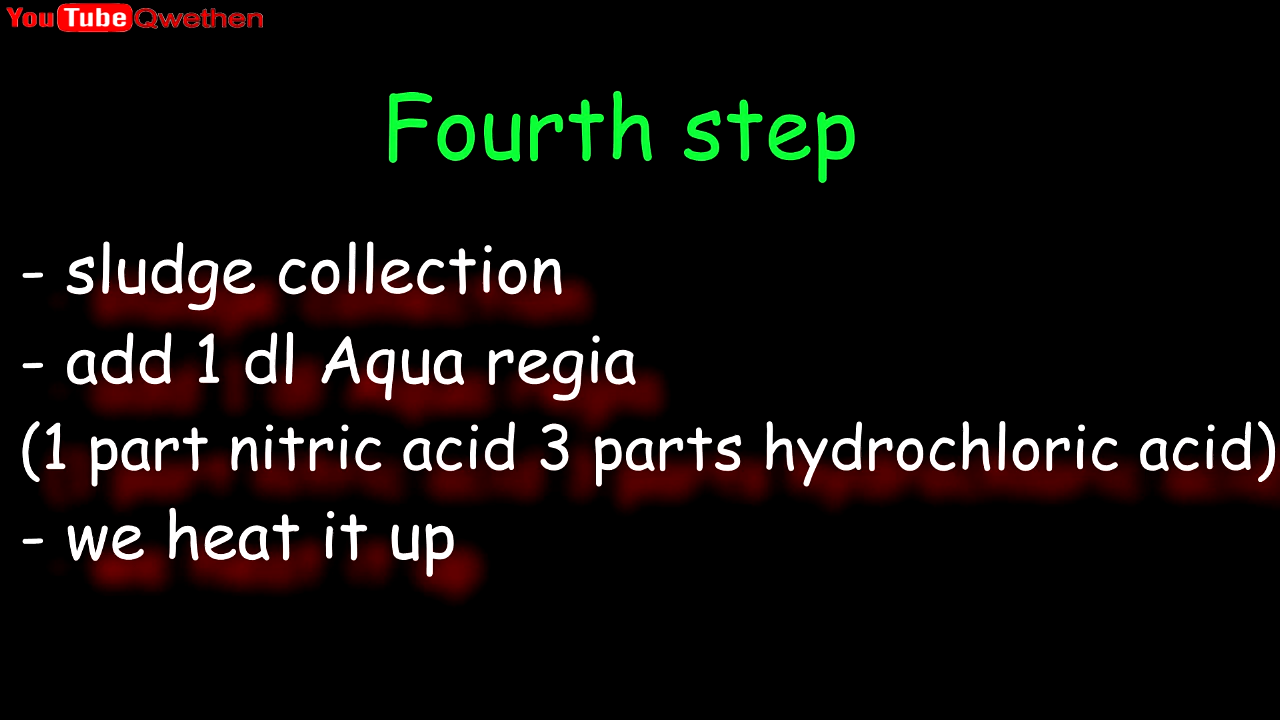 YouTube Qwethen
Fourth step
- sludge collection
- add 1 dl Aqua regia
(1 part nitric acid 3 parts hydrochloric acid)
- we heat it up